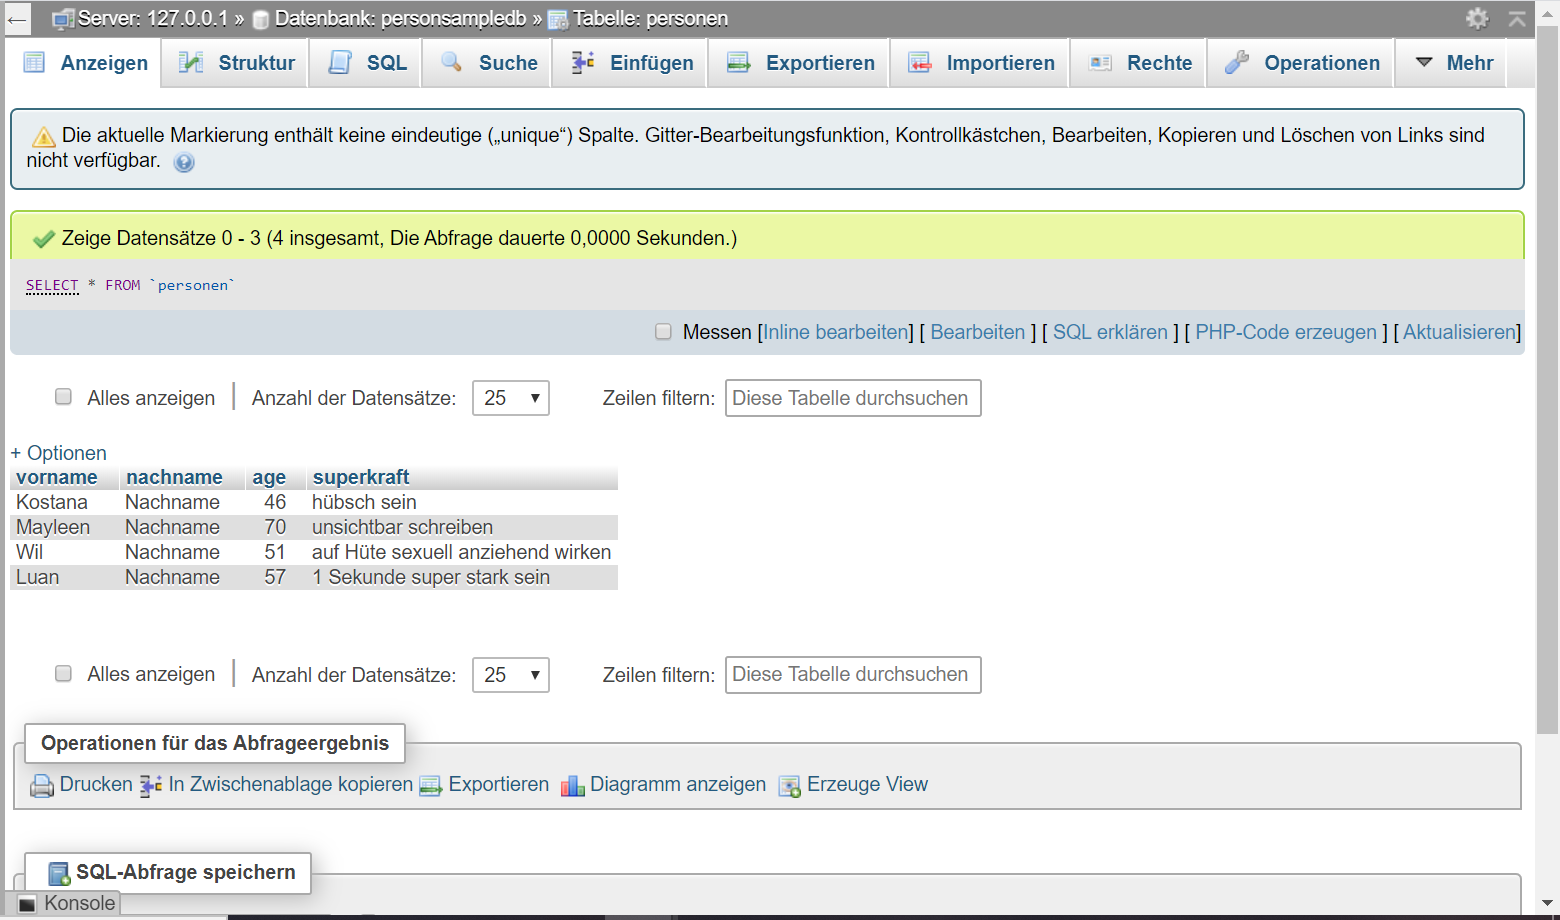 Server: 127.0.0.1 » Datenbank: personsampledb » Tabelle: personen
Anzeigen Struktur SQL Suche Einfügen Exportieren Importieren Rechte Operationen Mehr
Die aktuelle Markierung enthält keine eindeutige („unique“) Spalte. Gitter-Bearbeitungsfunktion, Kontrollkästchen, Bearbeiten, Kopieren und Löschen von Links sind
nicht verfügbar.
Zeige Datensätze 0 - 3 (4 insgesamt, Die Abfrage dauerte 0,0000 Sekunden.)
SELECT * FROM `personen`
Messen [Inline bearbeiten] [ Bearbeiten ] [ SQL erklären ] [ PHP-Code erzeugen ] [ Aktualisieren]
Alles anzeigen | Anzahl der Datensätze: 25 Zeilen filtern: Diese Tabelle durchsuchen
+ Optionen
vorname nachname age superkraft
Kostana Nachname 46 hübsch sein
Mayleen Nachname 70 unsichtbar schreiben
Wil Nachname 51 auf Hüte sexuell anziehend wirken
Luan Nachname 57 1 Sekunde super stark sein
Alles anzeigen | Anzahl der Datensätze: 25 Zeilen filtern: Diese Tabelle durchsuchen
Operationen für das Abfrageergebnis
Drucken In Zwischenablage kopieren Exportieren Diagramm anzeigen Erzeuge View
SQL-Abfrage speichern
Konsole